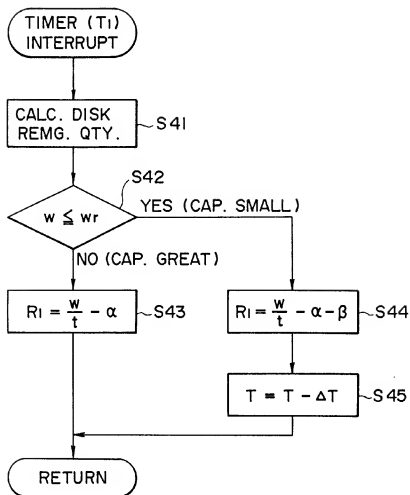 TIMER (T1)
INTERRUPT
CALC. DISK
REMG. QTY.
S41
S42
w ≦ wr
YES (CAP. SMALL)
NO (CAP. GREAT)
R1 = w/t - α
S43
R1 = w/t - α - β
S44
T = T - ΔT
S45
RETURN